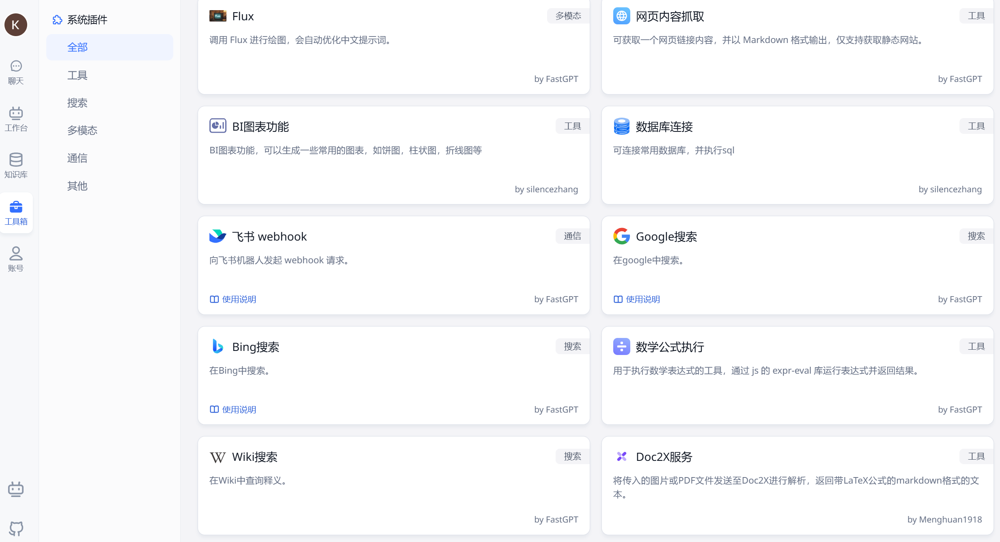 K
聊天
工作台
知识库
工具箱
账号
系统插件
全部
工具
搜索
多模态
通信
其他
Flux
多模态
调用 Flux 进行绘图，会自动优化中文提示词。
by FastGPT
网页内容抓取
工具
可获取一个网页链接内容，并以 Markdown 格式输出，仅支持获取静态网站。
by FastGPT
BI图表功能
工具
BI图表功能，可以生成一些常用的图表，如饼图，柱状图，折线图等
by silencezhang
数据库连接
工具
可连接常用数据库，并执行sql
by silencezhang
飞书 webhook
通信
向飞书机器人发起 webhook 请求。
使用说明
by FastGPT
Google搜索
搜索
在google中搜索。
使用说明
by FastGPT
Bing搜索
搜索
在Bing中搜索。
使用说明
by FastGPT
数学公式执行
工具
用于执行数学表达式的工具，通过 js 的 expr-eval 库运行表达式并返回结果。
by FastGPT
Wiki搜索
搜索
在Wiki中查询释义。
by FastGPT
Doc2X服务
工具
将传入的图片或PDF文件发送至Doc2X进行解析，返回带LaTeX公式的markdown格式的文
本。
by Menghuan1918